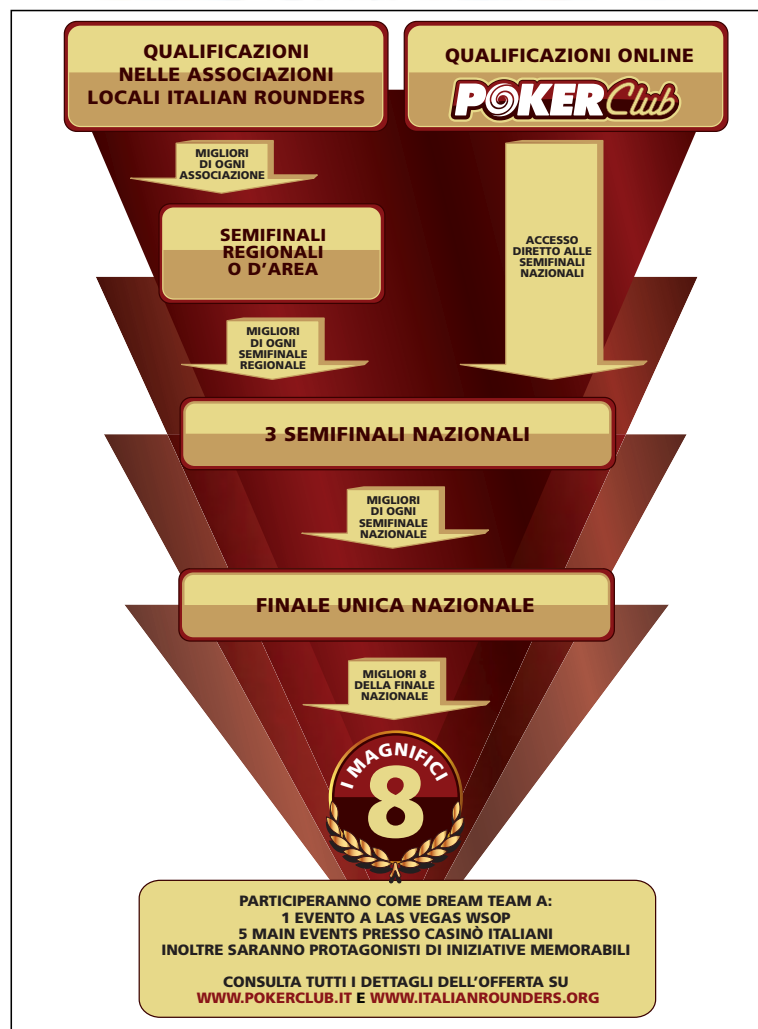 QUALIFICAZIONI
NELLE ASSOCIAZIONI
LOCALI ITALIAN ROUNDERS
QUALIFICAZIONI ONLINE
POKERClub
MIGLIORI
DI OGNI
ASSOCIAZIONE
SEMIFINALI
REGIONALI
O D'AREA
ACCESSO
DIRETTO ALLE
SEMIFINALI
NAZIONALI
MIGLIORI
DI OGNI
SEMIFINALE
REGIONALE
3 SEMIFINALI NAZIONALI
MIGLIORI
DI OGNI
SEMIFINALE
NAZIONALE
FINALE UNICA NAZIONALE
MIGLIORI 8
DELLA FINALE
NAZIONALE
I MAGNIFICI
8
PARTICIPERANNO COME DREAM TEAM A:
1 EVENTO A LAS VEGAS WSOP
5 MAIN EVENTS PRESSO CASINÒ ITALIANI
INOLTRE SARANNO PROTAGONISTI DI INIZIATIVE MEMORABILI
CONSULTA TUTTI I DETTAGLI DELL'OFFERTA SU
WWW.POKERCLUB.IT E WWW.ITALIANROUNDERS.ORG